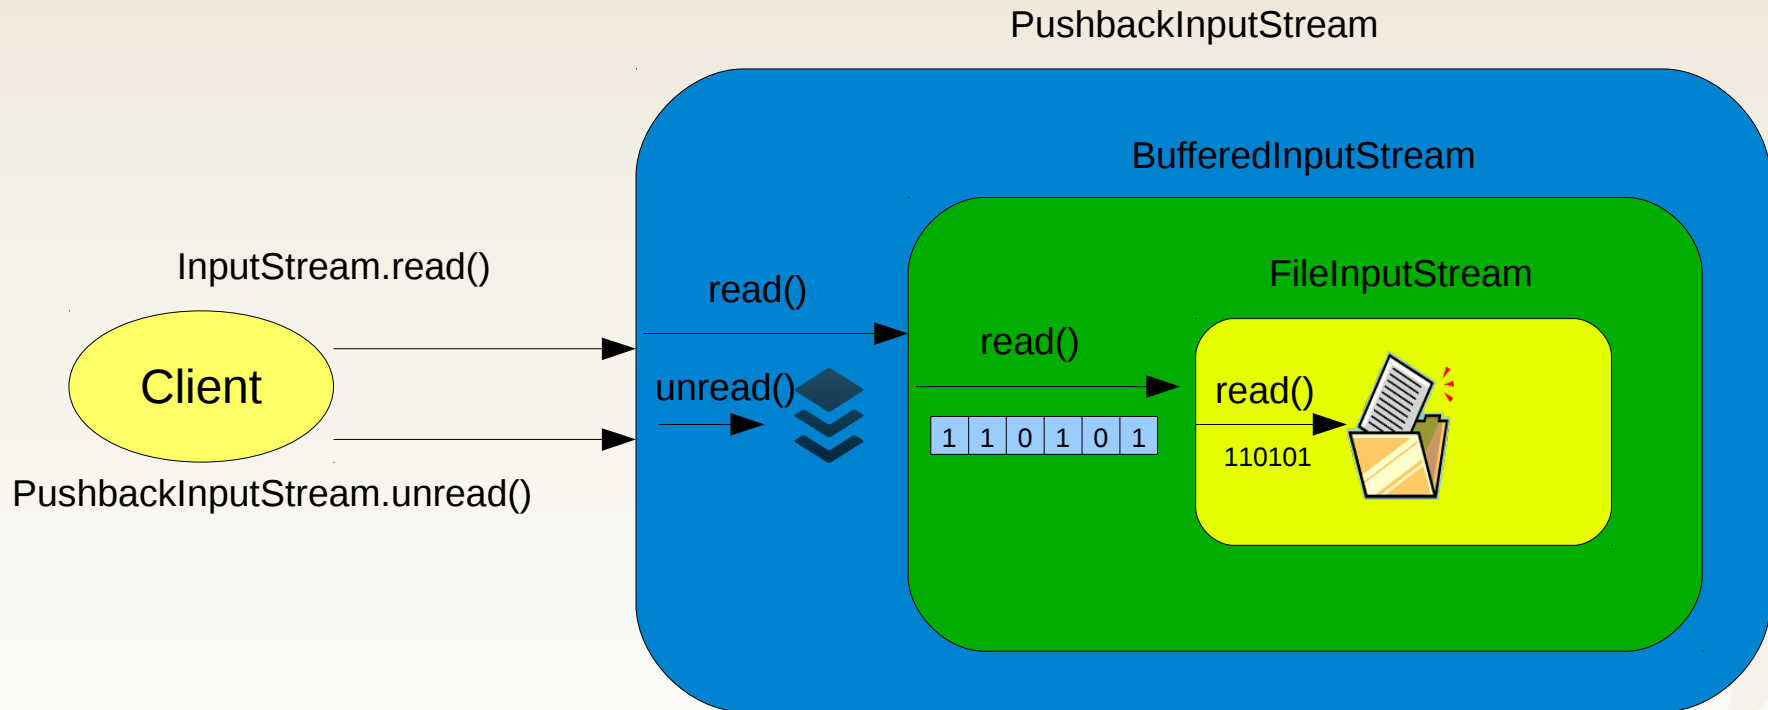 PushbackInputStream
BufferedInputStream
InputStream.read()
FileInputStream
read()
read()
Client
unread()
read()
1 1 0 1 0 1
110101
PushbackInputStream.unread()